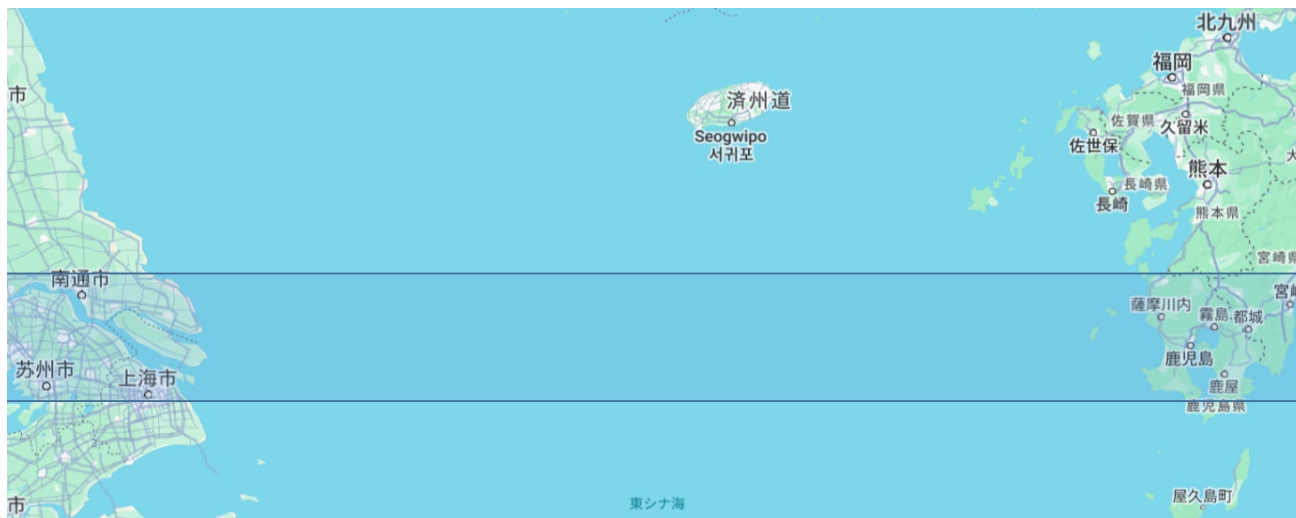 北九州
福岡
福岡県
市
済州道
佐賀県
久留米
Seogwipo
서귀포
佐世保
大
熊本
長崎県
長崎
熊本県
宮崎県
南通市
薩摩川内
宮崎
霧島
都城
鹿児島
苏州市
上海市
鹿屋
鹿児島県
屋久島町
東シナ海
市